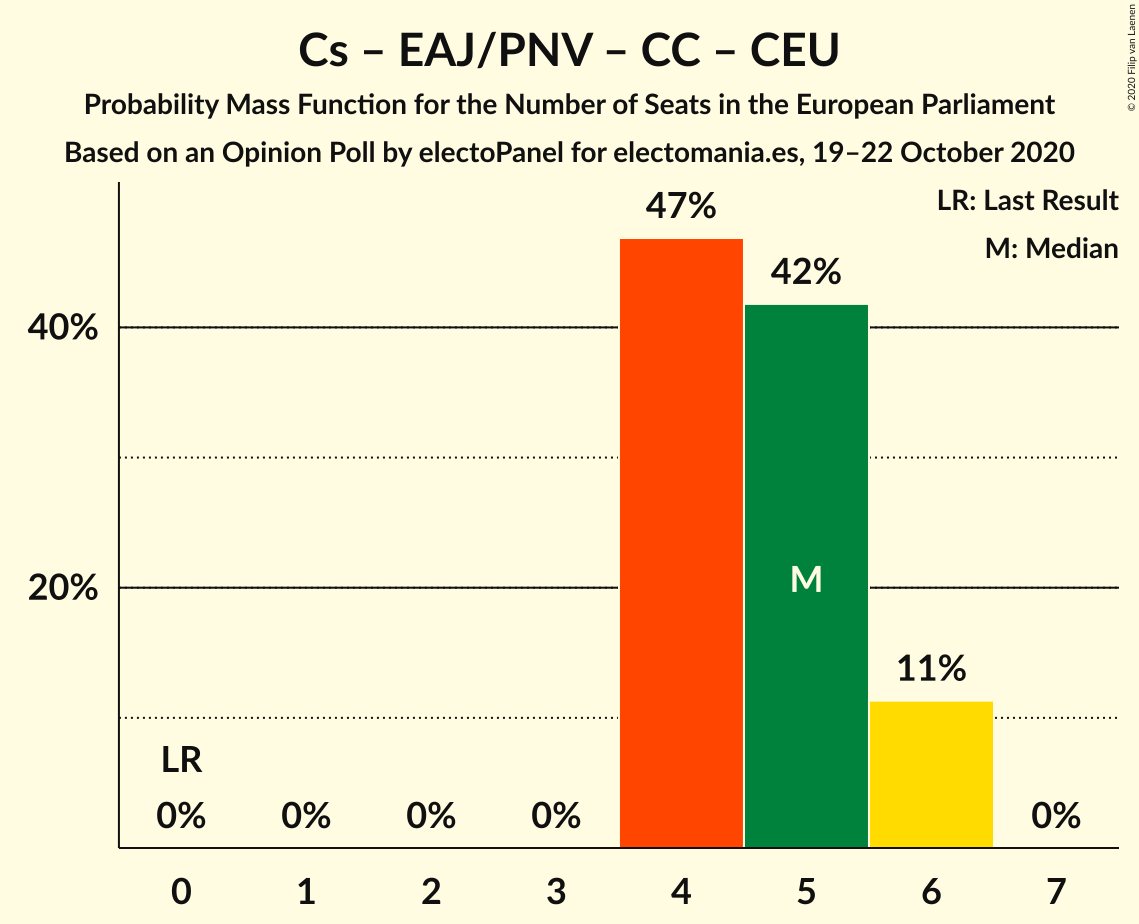 Cs – EAJ/PNV – CC – CEU
Probability Mass Function for the Number of Seats in the European Parliament
Based on an Opinion Poll by electoPanel for electomania.es, 19–22 October 2020
© 2020 Filip van Laenen
LR: Last Result
M: Median
47%
42%
40%
M
20%
11%
LR
0% 0% 0% 0% 0%
0 1 2 3 4 5 6 7